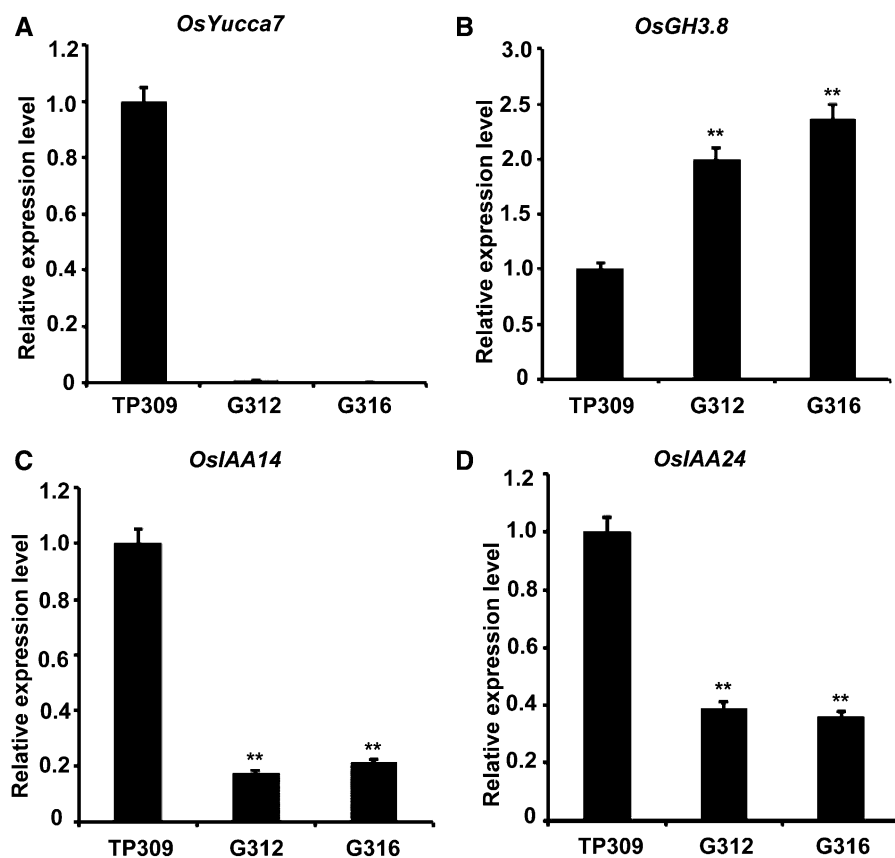 A
OsYucca7
Relative expression level
1.2
1.0
0.8
0.6
0.4
0.2
0
TP309 G312 G316
B
OsGH3.8
Relative expression level
3.0
2.5
2.0
1.5
1.0
0.5
0
**
**
TP309 G312 G316
C
OsIAA14
Relative expression level
1.2
1.0
0.8
0.6
0.4
0.2
0
**
**
TP309 G312 G316
D
OsIAA24
Relative expression level
1.2
1.0
0.8
0.6
0.4
0.2
0
**
**
TP309 G312 G316